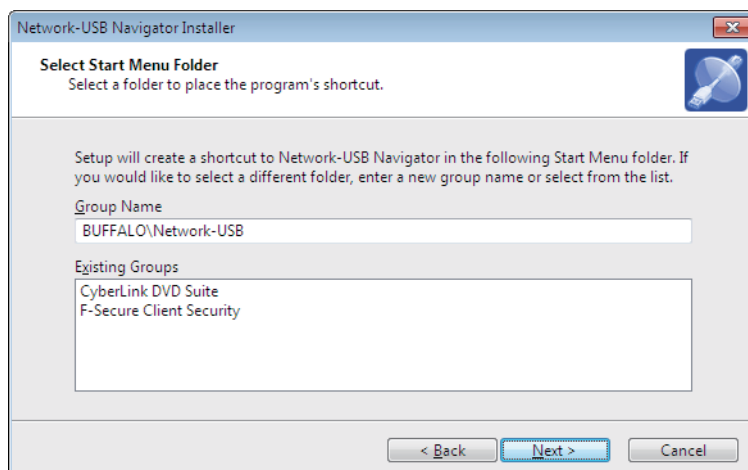 Network-USB Navigator Installer
Select Start Menu Folder
Select a folder to place the program's shortcut.
Setup will create a shortcut to Network-USB Navigator in the following Start Menu folder. If
you would like to select a different folder, enter a new group name or select from the list.
Group Name
BUFFALO\Network-USB
Existing Groups
CyberLink DVD Suite
F-Secure Client Security
< Back Next > Cancel